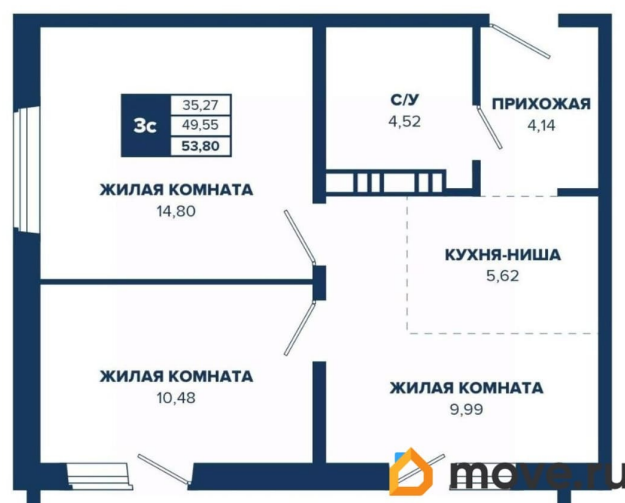 3с
35,27
49,55
53,80
ЖИЛАЯ КОМНАТА
14,80
С/У
4,52
ПРИХОЖАЯ
4,14
КУХНЯ-НИША
5,62
ЖИЛАЯ КОМНАТА
10,48
ЖИЛАЯ КОМНАТА
9,99
move.ru